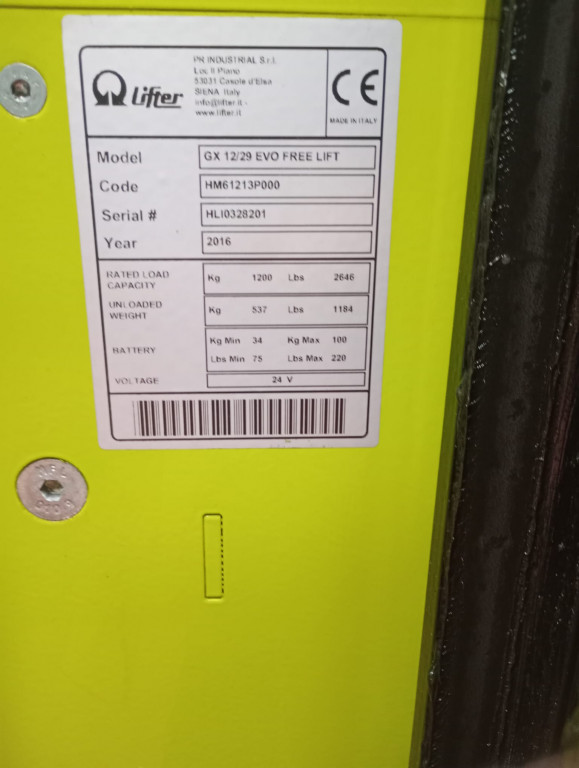 PR INDUSTRIAL S.r.l.
Loc. Il Piano
53031 Casole d'Elsa
SIENA Italy
info@lifter.it -
www.lifter.it
Lifter
CE
MADE IN ITALY
Model GX 12/29 EVO FREE LIFT
Code HM61213P000
Serial # HLI0328201
Year 2016
RATED LOAD CAPACITY Kg 1200 Lbs 2646
UNLOADED WEIGHT Kg 537 Lbs 1184
BATTERY Kg Min 34 Kg Max 100
Lbs Min 75 Lbs Max 220
VOLTAGE 24 V